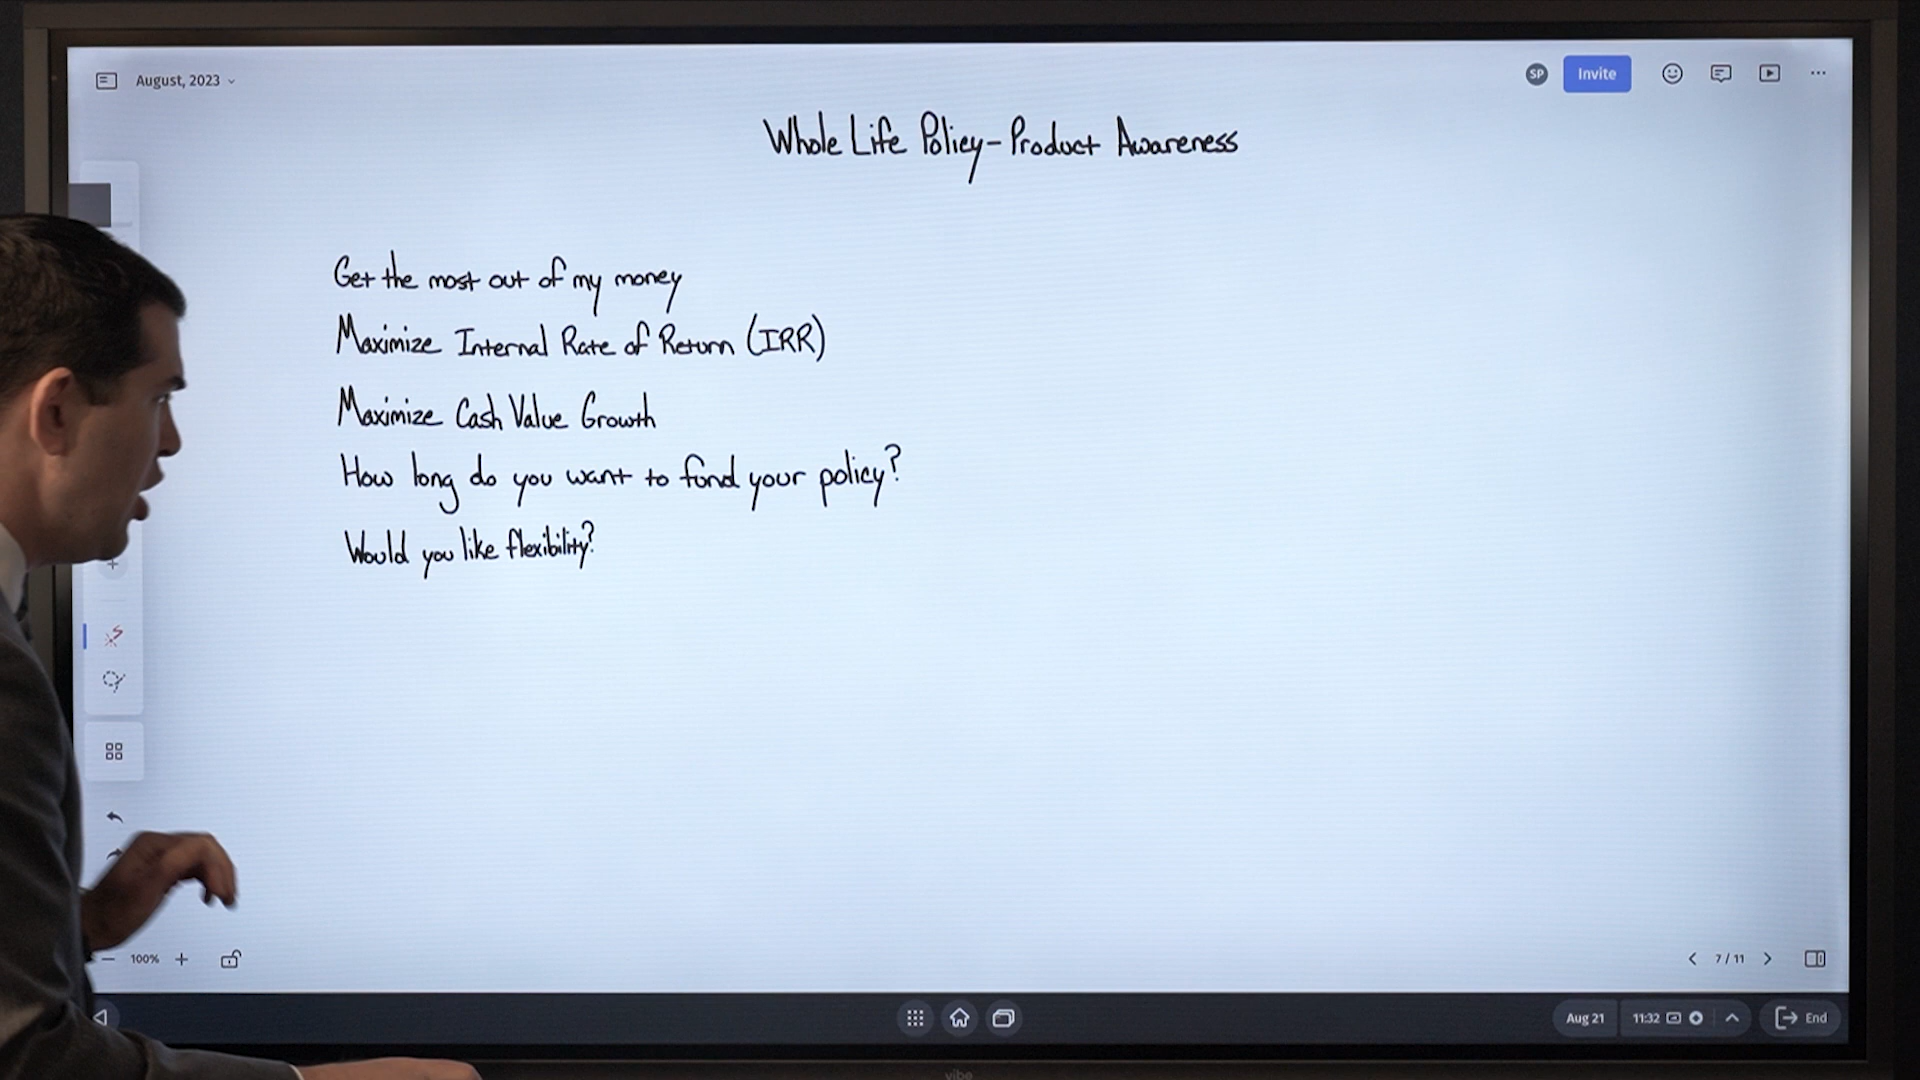 August, 2023
SP
Invite
Whole Life Policy - Product Awareness
Get the most out of my money
Maximize Internal Rate of Return (IRR)
Maximize Cash Value Growth
How long do you want to fund your policy?
Would you like flexibility?
100%
7 / 11
Aug 21
11:32
End
vibe